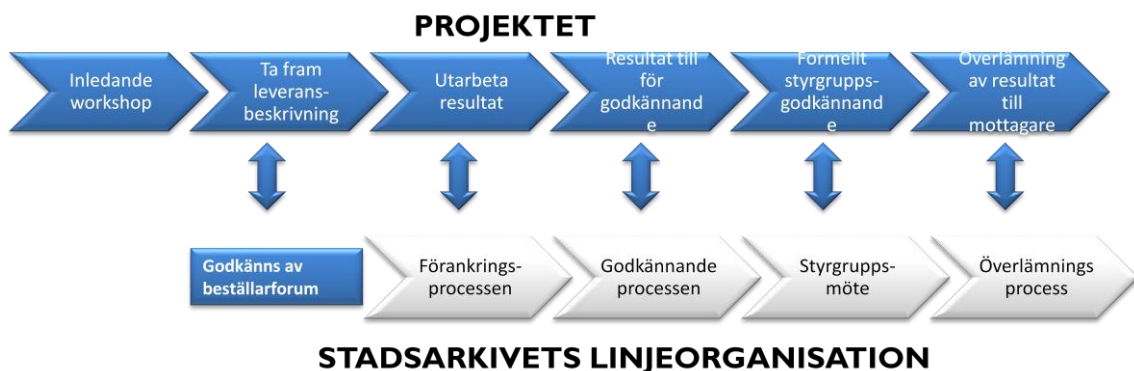 PROJEKTET
Inledande
workshop
Ta fram
leverans-
beskrivning
Utarbeta
resultat
Resultat till
för
godkännand
e
Formellt
styrgrupps-
godkännand
e
Överlämning
av resultat
till
mottagare
Godkänns av
beställarforum
Förankrings-
processen
Godkännande
processen
Styrgrupps-
möte
Överlämnings
process
STADSARKIVETS LINJEORGANISATION